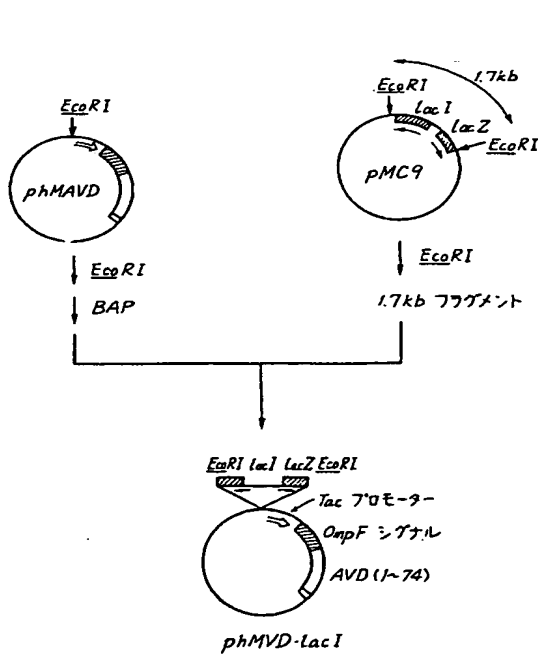 EcoRI
phMAVD
EcoRI
BAP
1.7kb
EcoRI
lacI
lacZ
EcoRI
pMC9
EcoRI
1.7kb フラグメント
EcoRI lacI lacZ EcoRI
Tac プロモーター
OmpF シグナル
AVD(1~74)
phMVD-lacI